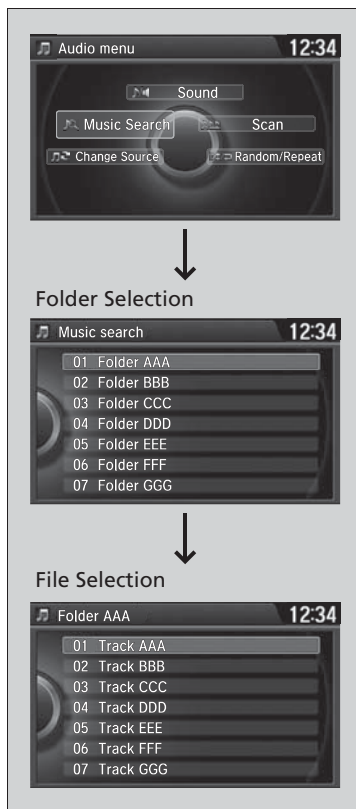 Audio menu 12:34
Sound
Music Search Scan
Change Source Random/Repeat
Folder Selection
Music search 12:34
01 Folder AAA
02 Folder BBB
03 Folder CCC
04 Folder DDD
05 Folder EEE
06 Folder FFF
07 Folder GGG
File Selection
Folder AAA 12:34
01 Track AAA
02 Track BBB
03 Track CCC
04 Track DDD
05 Track EEE
06 Track FFF
07 Track GGG